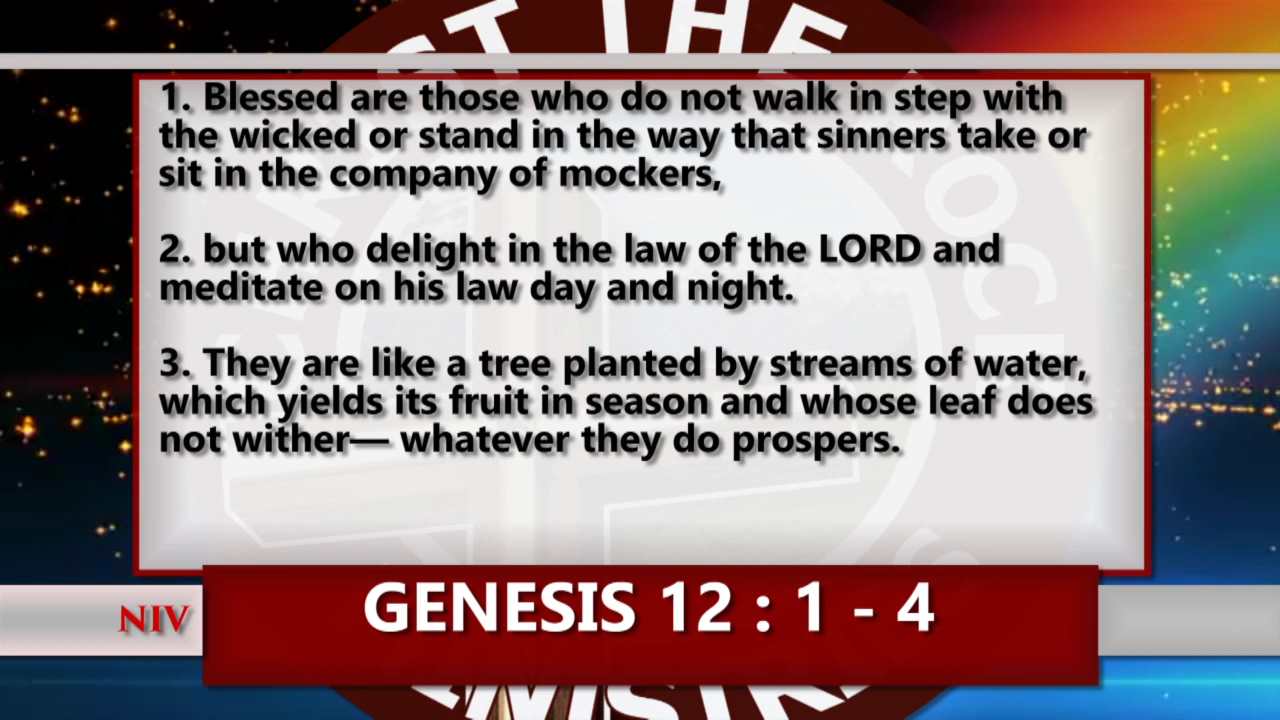 ST THE
1. Blessed are those who do not walk in step with
the wicked or stand in the way that sinners take or
sit in the company of mockers,
2. but who delight in the law of the LORD and
meditate on his law day and night.
3. They are like a tree planted by streams of water,
which yields its fruit in season and whose leaf does
not wither— whatever they do prospers.
NIV
GENESIS 12 : 1 - 4